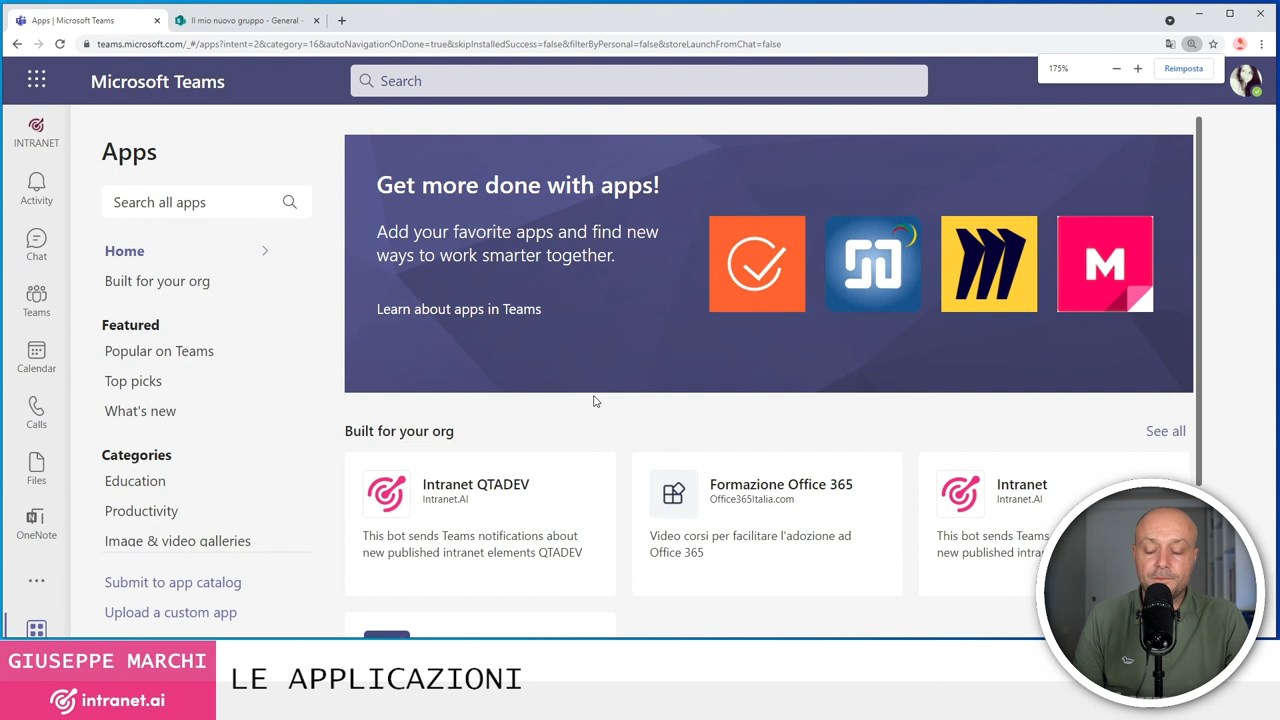 Apps | Microsoft Teams
Il mio nuovo gruppo - General -
teams.microsoft.com/_#/apps?intent=2&category=16&autoNavigationOnDone=true&skipInstalledSuccess=false&filterByPersonal=false&storeLaunchFromChat=false
175%
Reimposta
Microsoft Teams
Search
INTRANET
Activity
Chat
Teams
Calendar
Calls
Files
OneNote
Apps
Search all apps
Home
Built for your org
Featured
Popular on Teams
Top picks
What's new
Categories
Education
Productivity
Image & video galleries
Submit to app catalog
Upload a custom app
Get more done with apps!
Add your favorite apps and find new
ways to work smarter together.
Learn about apps in Teams
M
Built for your org
See all
Intranet QTADEV
Intranet.AI
This bot sends Teams notifications about
new published intranet elements QTADEV
Formazione Office 365
Office365Italia.com
Video corsi per facilitare l'adozione ad
Office 365
Intranet
Intranet.AI
This bot sends Teams
new published intra
GIUSEPPE MARCHI
intranet.ai
LE APPLICAZIONI